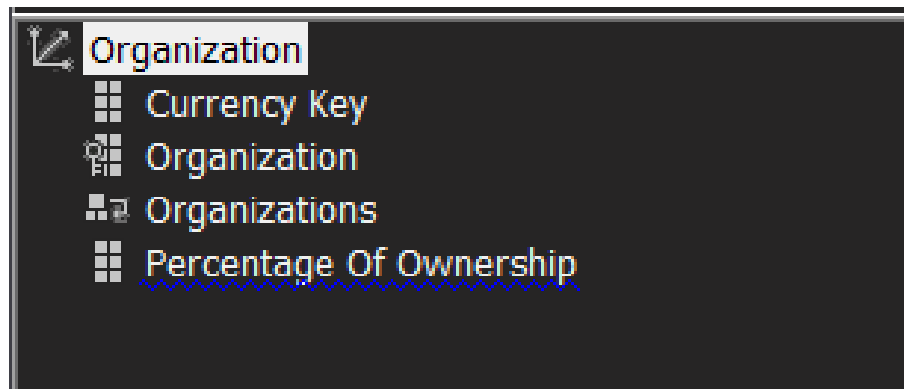 Organization
Currency Key
Organization
Organizations
Percentage Of Ownership